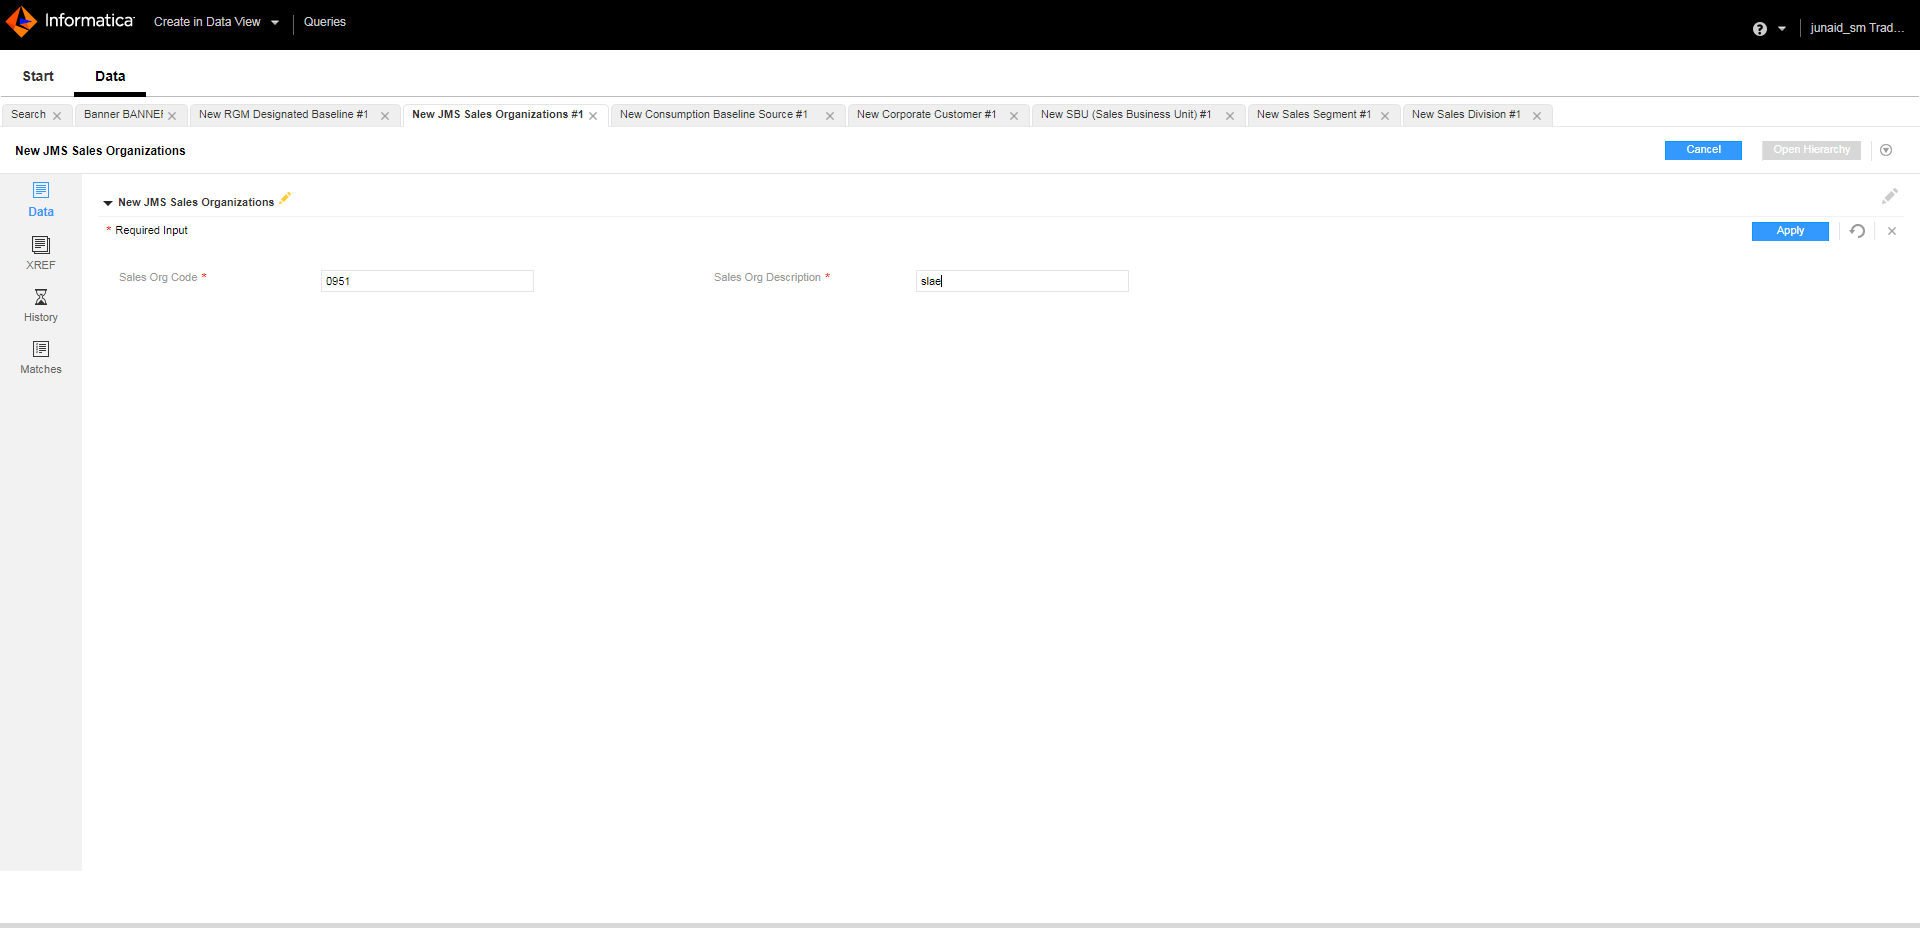 Informatica Create in Data View Queries junaid_sm Trad...
Start Data
Search Banner BANNER New RGM Designated Baseline #1 New JMS Sales Organizations #1 New Consumption Baseline Source #1 New Corporate Customer #1 New SBU (Sales Business Unit) #1 New Sales Segment #1 New Sales Division #1
New JMS Sales Organizations Cancel Open Hierarchy
Data
XREF
History
Matches
New JMS Sales Organizations
* Required Input Apply
Sales Org Code * 0951 Sales Org Description * slae